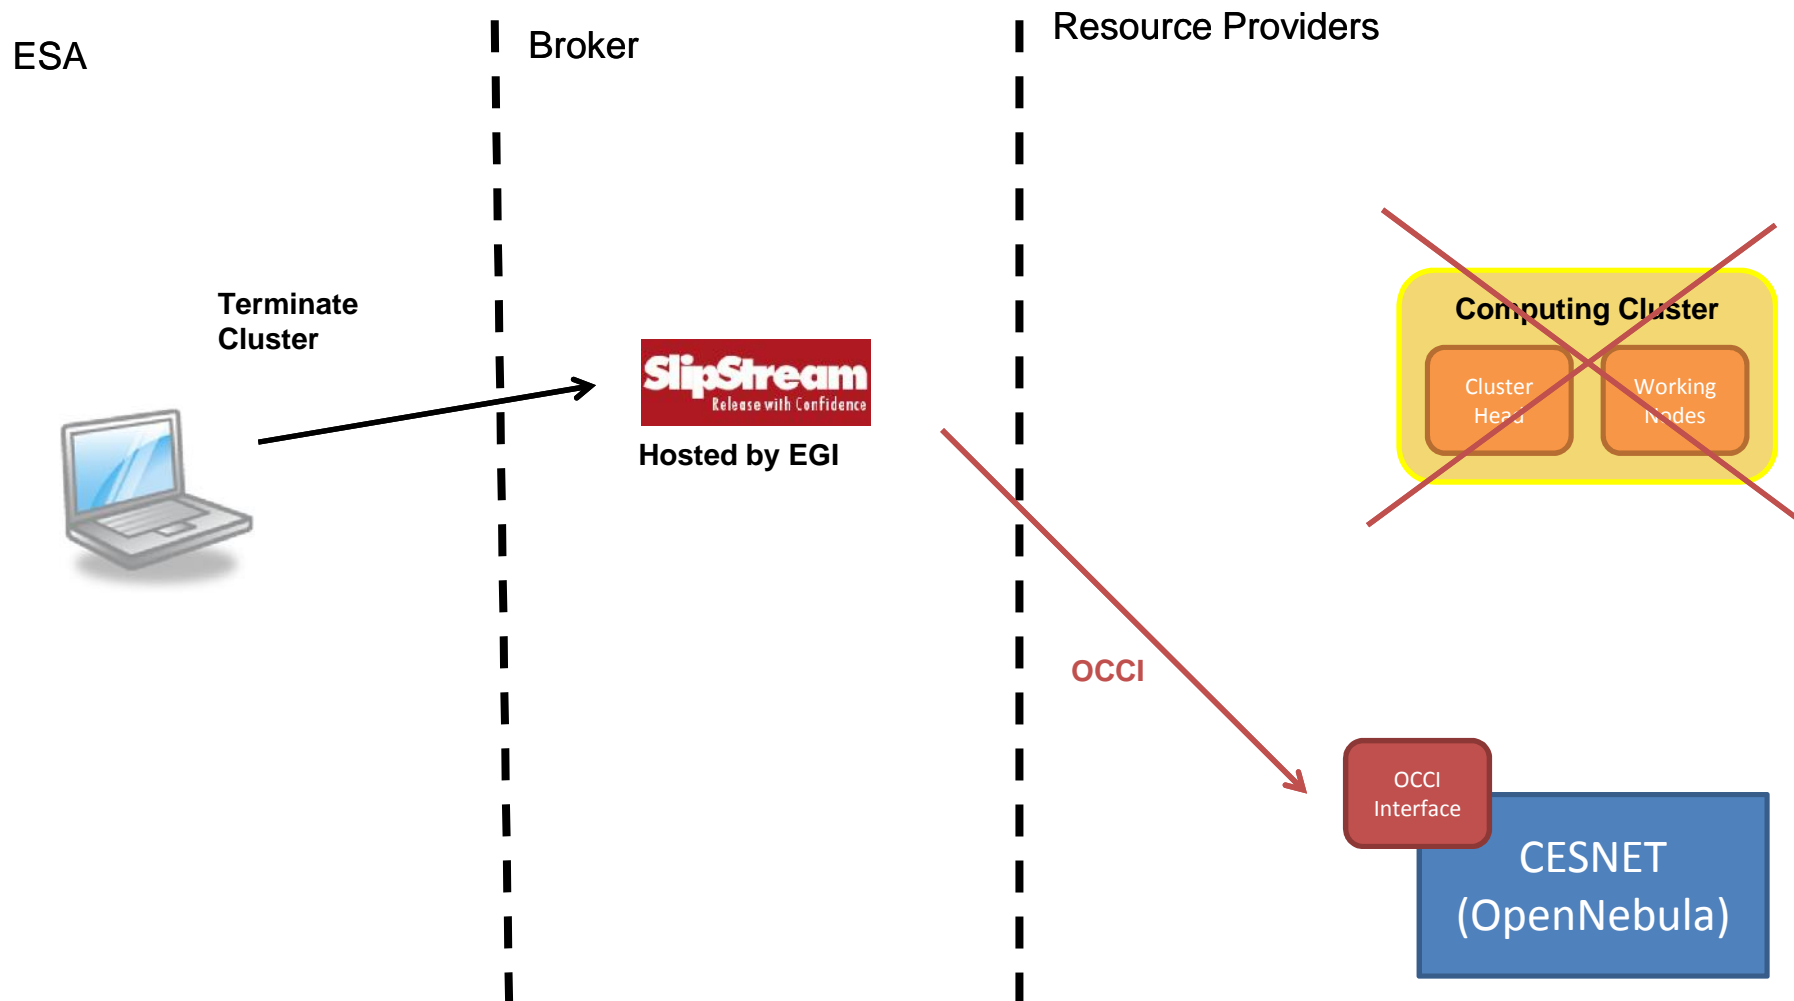 ESA
Broker
Resource Providers
Terminate
Cluster
SlipStream
Release with Confidence
Hosted by EGI
Computing Cluster
Cluster
Head
Working
Nodes
OCCI
OCCI
Interface
CESNET
(OpenNebula)